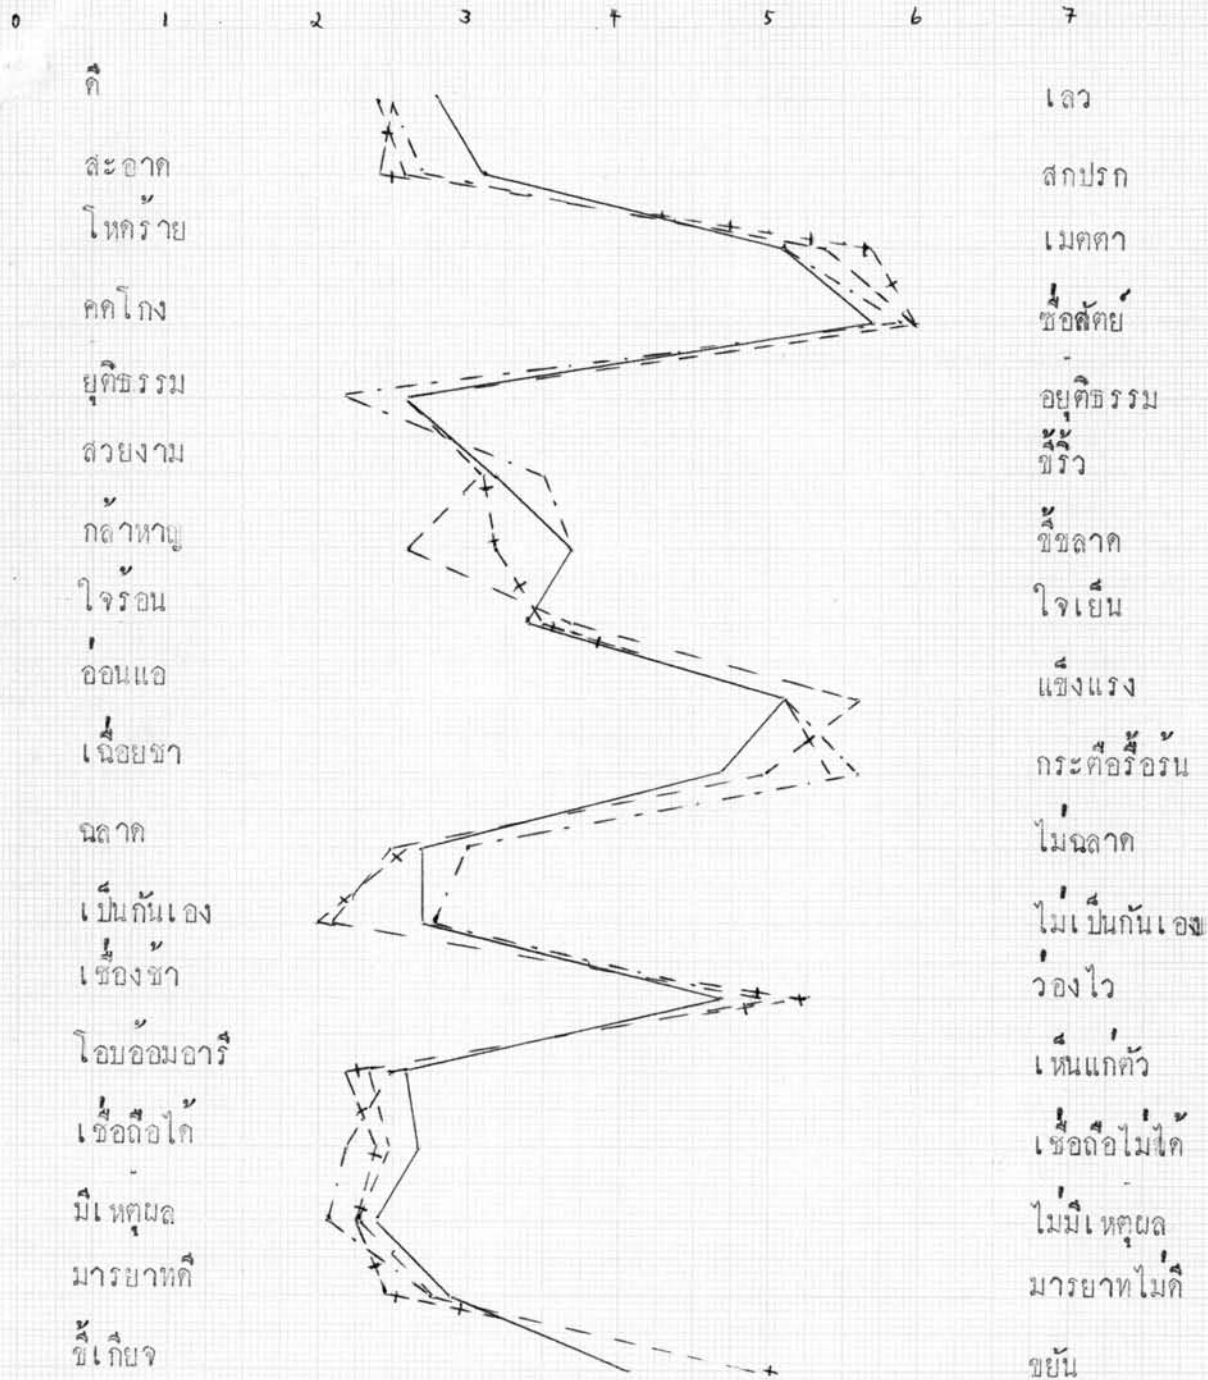 0 1 2 3 4 5 6 7
ดี เลว
สะอาด สกปรก
โหดร้าย เมตตา
คดโกง ซื่อสัตย์
ยุติธรรม อยุติธรรม
สวยงาม ขี้ริ้ว
กล้าหาญ ขี้ขลาด
ใจร้อน ใจเย็น
อ่อนแอ แข็งแรง
เฉื่อยชา กระตือรื้อร้น
ฉลาด ไม่ฉลาด
เป็นกันเอง ไม่เป็นกันเอง
เชื่องช้า ว่องไว
โอบอ้อมอารี เห็นแก่ตัว
เชื่อถือได้ เชื่อถือไม่ได้
มีเหตุผล ไม่มีเหตุผล
มารยาทดี มารยาทไม่ดี
ขี้เกียจ ขยัน